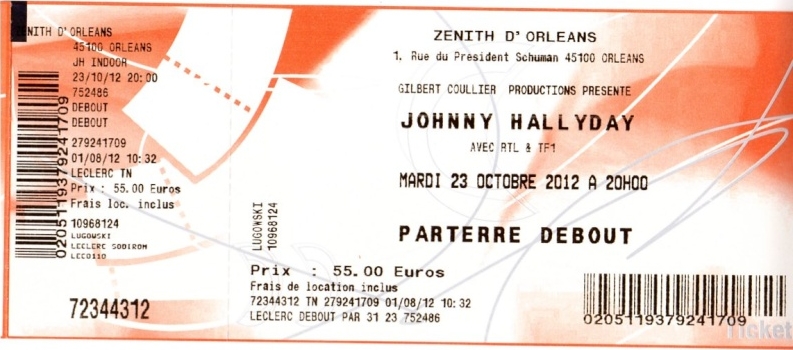 ZENITH D'ORLEANS
45100 ORLEANS
JH INDOOR
23/10/12 20:00
752486
DEBOUT
DEBOUT
279241709
01/08/12 10:32
LECLERC TN
Prix : 55.00 Euros
Frais loc. inclus
10968124
LUGOWSKI
LECLERC SODIROM
LEC0110
0205119379241709
72344312
LUGOWSKI
10968124
ZENITH D'ORLEANS
1. Rue du President Schuman 45100 ORLEANS
GILBERT COULLIER PRODUCTIONS PRESENTE
JOHNNY HALLYDAY
AVEC RTL & TF1
MARDI 23 OCTOBRE 2012 A 20H00
PARTERRE DEBOUT
Prix : 55.00 Euros
Frais de location inclus
72344312 TN 279241709 01/08/12 10:32
LECLERC DEBOUT PAR 31 23 752486
0205119379241709
Ticket